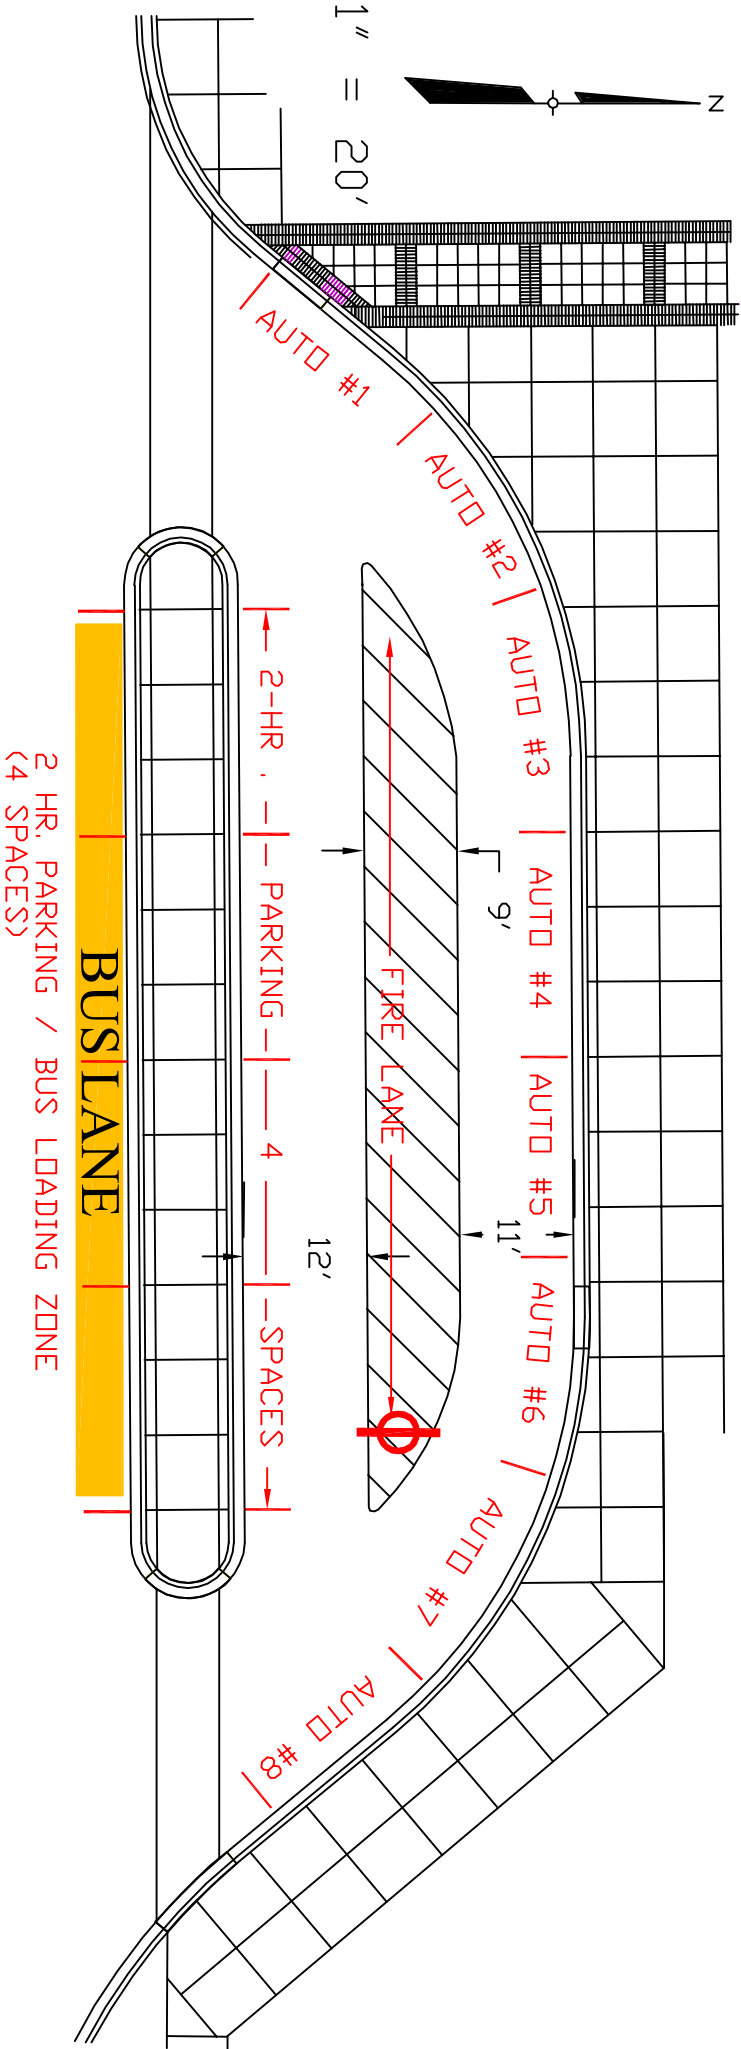 1" = 20'
N
AUTO #1
AUTO #2
AUTO #3
AUTO #4
AUTO #5
AUTO #6
AUTO #7
AUTO #8
9'
11'
FIRE LANE
12'
2-HR. PARKING 4 SPACES
BUS LANE
2 HR. PARKING / BUS LOADING ZONE
(4 SPACES)